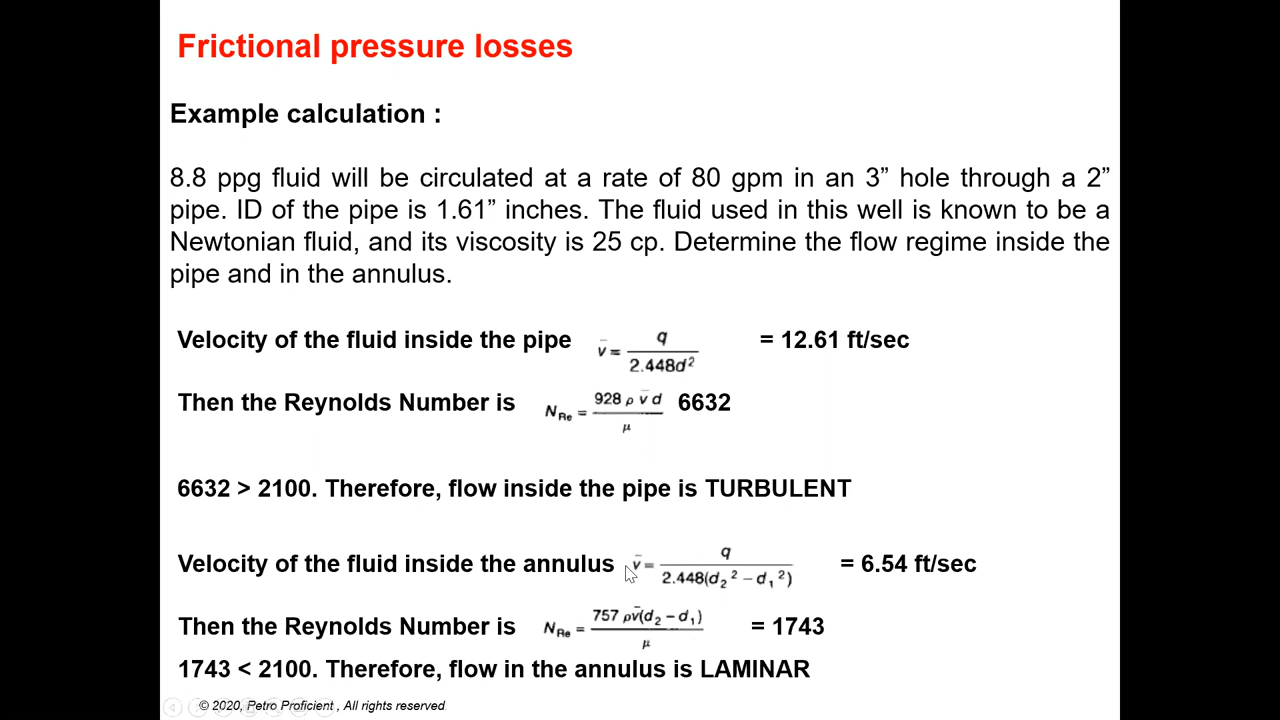 Frictional pressure losses
Example calculation :
8.8 ppg fluid will be circulated at a rate of 80 gpm in an 3” hole through a 2”
pipe. ID of the pipe is 1.61” inches. The fluid used in this well is known to be a
Newtonian fluid, and its viscosity is 25 cp. Determine the flow regime inside the
pipe and in the annulus.
Velocity of the fluid inside the pipe v̄ = q / 2.448d² = 12.61 ft/sec
Then the Reynolds Number is N_Re = 928 ρ v̄ d / μ 6632
6632 > 2100. Therefore, flow inside the pipe is TURBULENT
Velocity of the fluid inside the annulus v̄ = q / 2.448(d₂² – d₁²) = 6.54 ft/sec
Then the Reynolds Number is N_Re = 757 ρv̄(d₂ – d₁) / μ = 1743
1743 < 2100. Therefore, flow in the annulus is LAMINAR
© 2020, Petro Proficient , All rights reserved